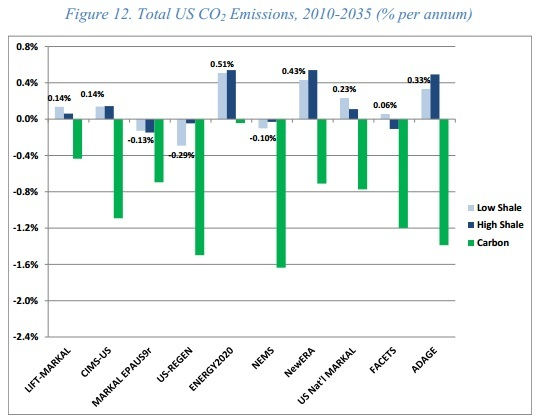 Figure 12. Total US CO₂ Emissions, 2010-2035 (% per annum)
0.8%
0.4%
0.0%
-0.4%
-0.8%
-1.2%
-1.6%
-2.0%
-2.4%
0.14%
0.14%
-0.13%
-0.29%
0.51%
-0.10%
0.43%
0.23%
0.06%
0.33%
Low Shale
High Shale
Carbon
LIFT-MARKAL
CIMS-US
MARKAL EPAUS9r
US-REGEN
ENERGY2020
NEMS
NewERA
US Nat'l MARKAL
FACETS
ADAGE